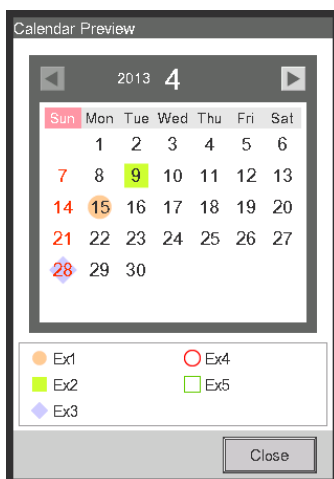 Calendar Preview
2013 4
Sun Mon Tue Wed Thu Fri Sat
1 2 3 4 5 6
7 8 9 10 11 12 13
14 15 16 17 18 19 20
21 22 23 24 25 26 27
28 29 30
Ex1 Ex4
Ex2 Ex5
Ex3
Close